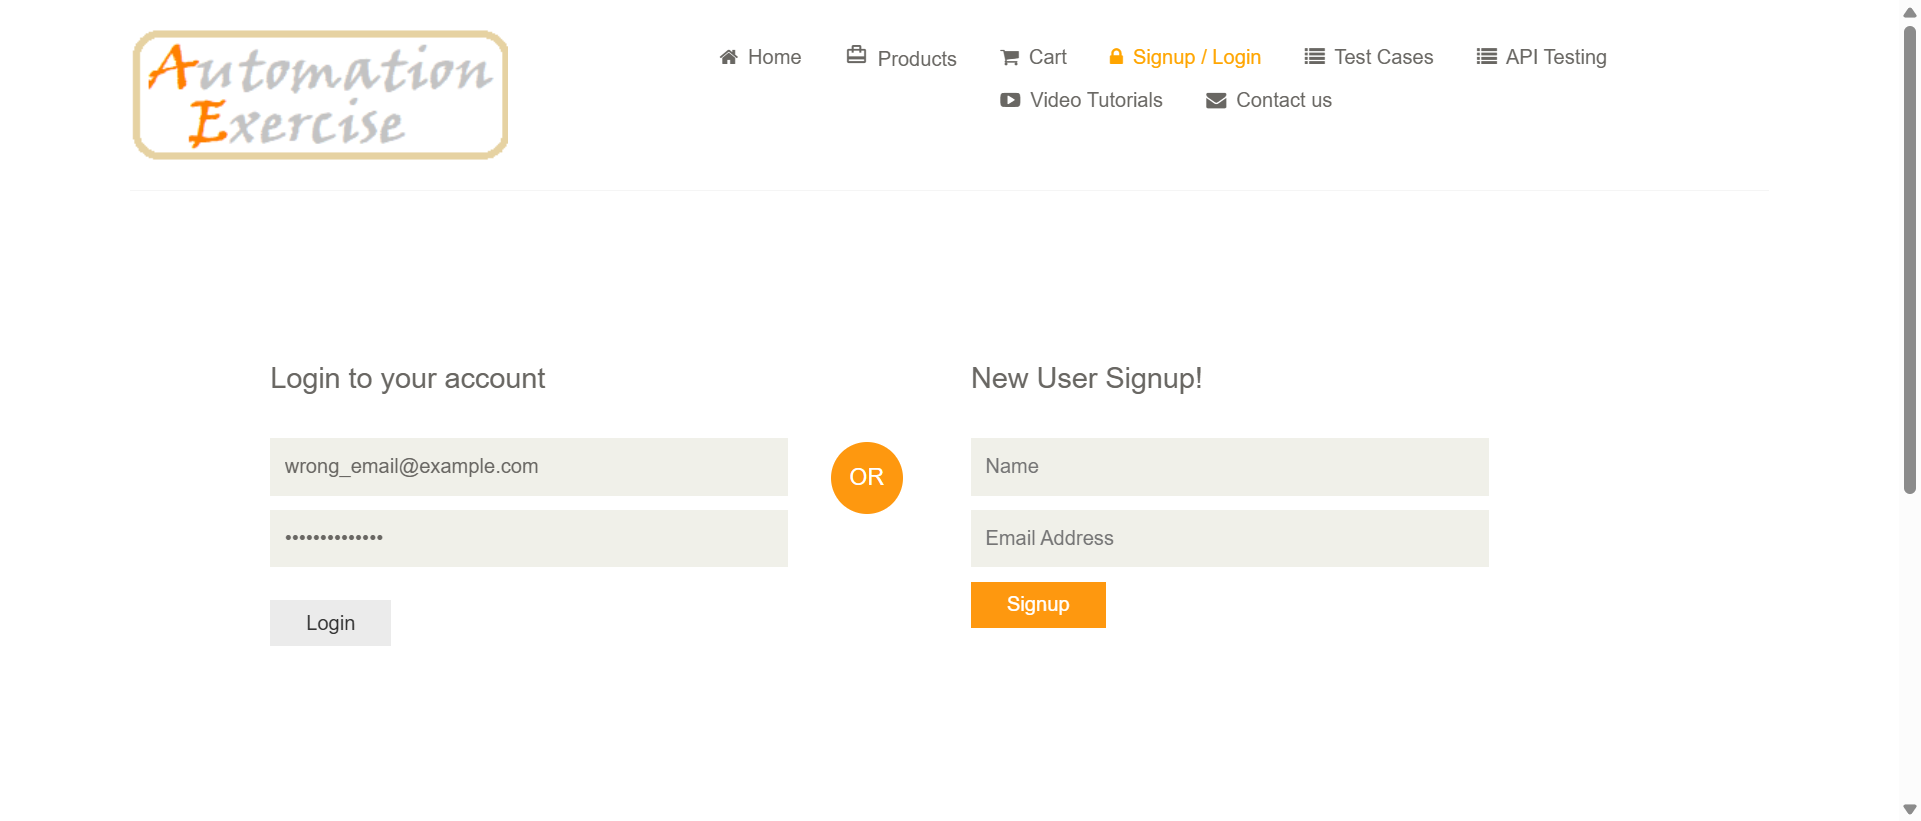 Automation
Exercise
Home Products Cart Signup / Login Test Cases API Testing
Video Tutorials Contact us
Login to your account
wrong_email@example.com
••••••••••••••
Login
OR
New User Signup!
Name
Email Address
Signup